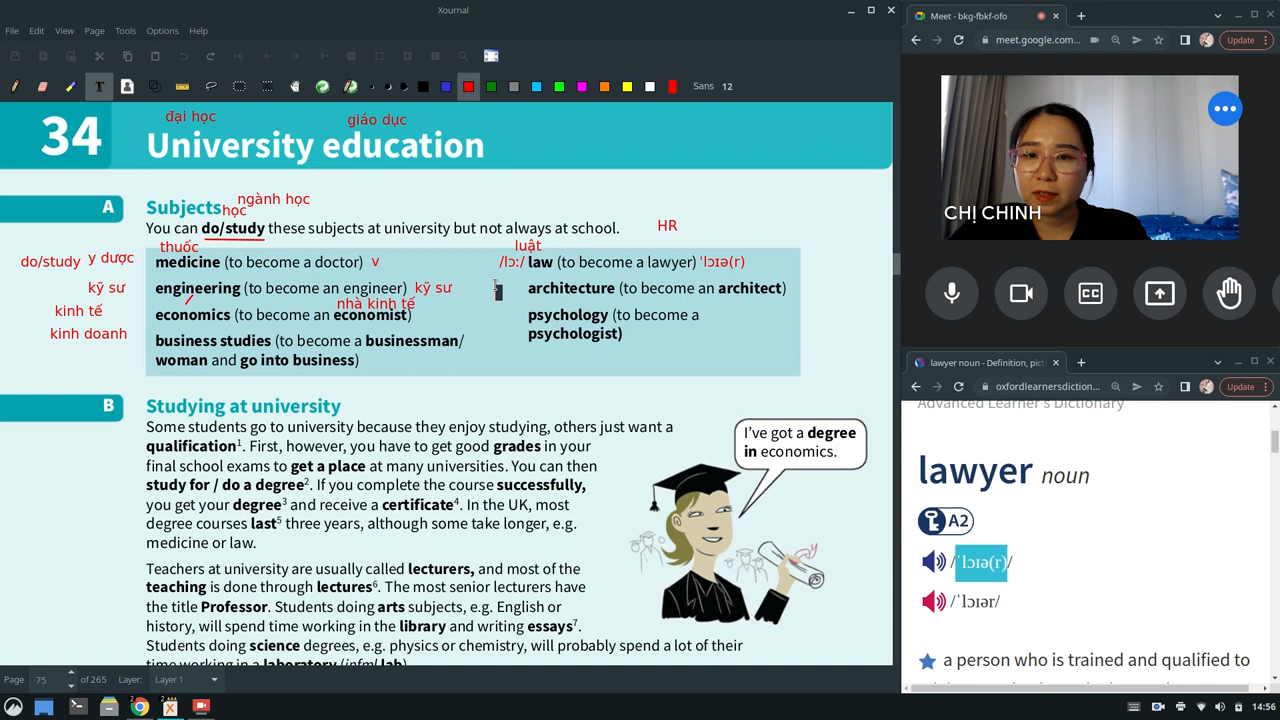 Xournal
File Edit View Page Tools Options Help
Sans 12
34
đại học
giáo dục
University education
A
Subjects
ngành học
học
You can do/study these subjects at university but not always at school.
HR
thuốc
luật
do/study y dược
medicine (to become a doctor) v
/lɔː/ law (to become a lawyer) 'lɔɪə(r)
kỹ sư
engineering (to become an engineer) kỹ sư
architecture (to become an architect)
nhà kinh tế
kinh tế
economics (to become an economist)
psychology (to become a
psychologist)
kinh doanh
business studies (to become a businessman/
woman and go into business)
B
Studying at university
Some students go to university because they enjoy studying, others just want a
qualification1. First, however, you have to get good grades in your
final school exams to get a place at many universities. You can then
study for / do a degree2. If you complete the course successfully,
you get your degree3 and receive a certificate4. In the UK, most
degree courses last5 three years, although some take longer, e.g.
medicine or law.
I've got a degree
in economics.
Teachers at university are usually called lecturers, and most of the
teaching is done through lectures6. The most senior lecturers have
the title Professor. Students doing arts subjects, e.g. English or
history, will spend time working in the library and writing essays7.
Students doing science degrees, e.g. physics or chemistry, will probably spend a lot of their
time working in a laboratory (infml lab).
Page 75 of 265 Layer: Layer 1
Meet - bkg-fbkf-ofo
meet.google.com...
Update
CHỊ CHINH
lawyer noun - Definition, pict
oxfordlearnersdiction...
Update
Advanced Learner's Dictionary
lawyer noun
A2
/ˈlɔɪə(r)/
/ˈlɔɪər/
a person who is trained and qualified to
2
2
14:56